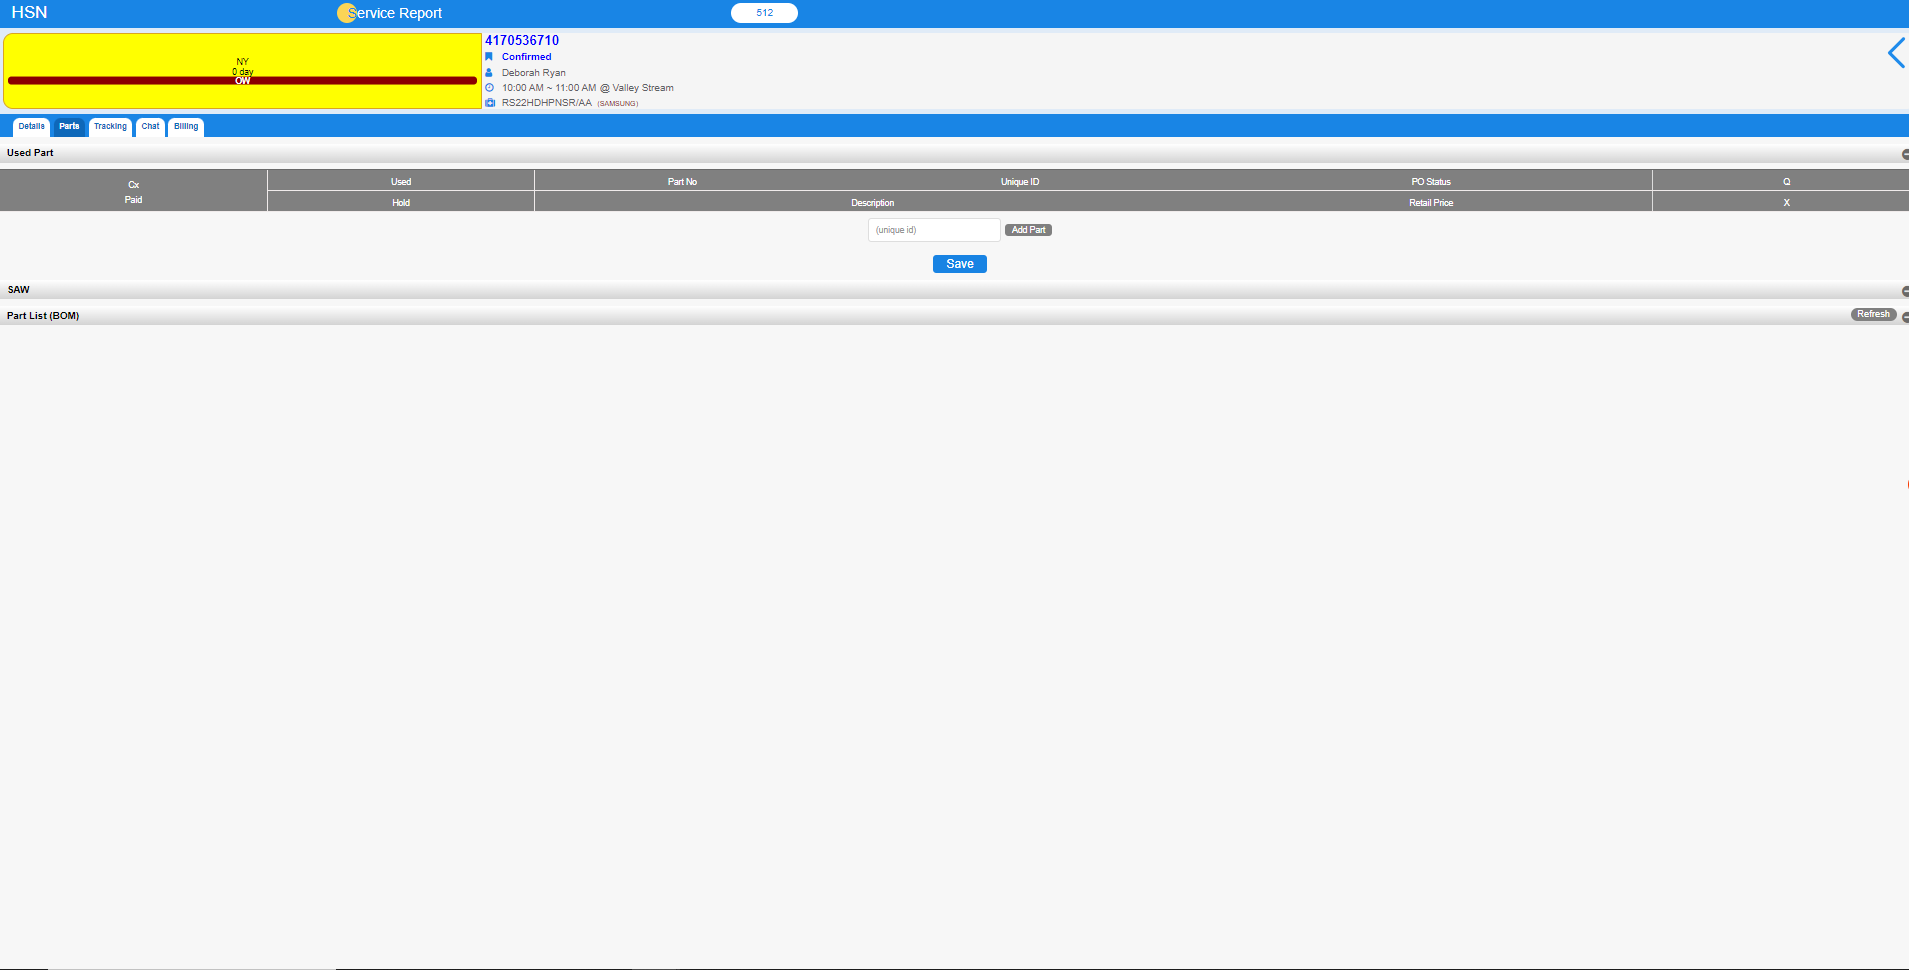 HSN
Service Report
512
NY
0 day
OW
4170536710
Confirmed
Deborah Ryan
10:00 AM ~ 11:00 AM @ Valley Stream
RS22HDHPNSR/AA (SAMSUNG)
Details Parts Tracking Chat Billing
Used Part
Cx
Paid
Used Part No Unique ID PO Status Q
Hold Description Retail Price X
(unique id) Add Part
Save
SAW
Part List (BOM) Refresh